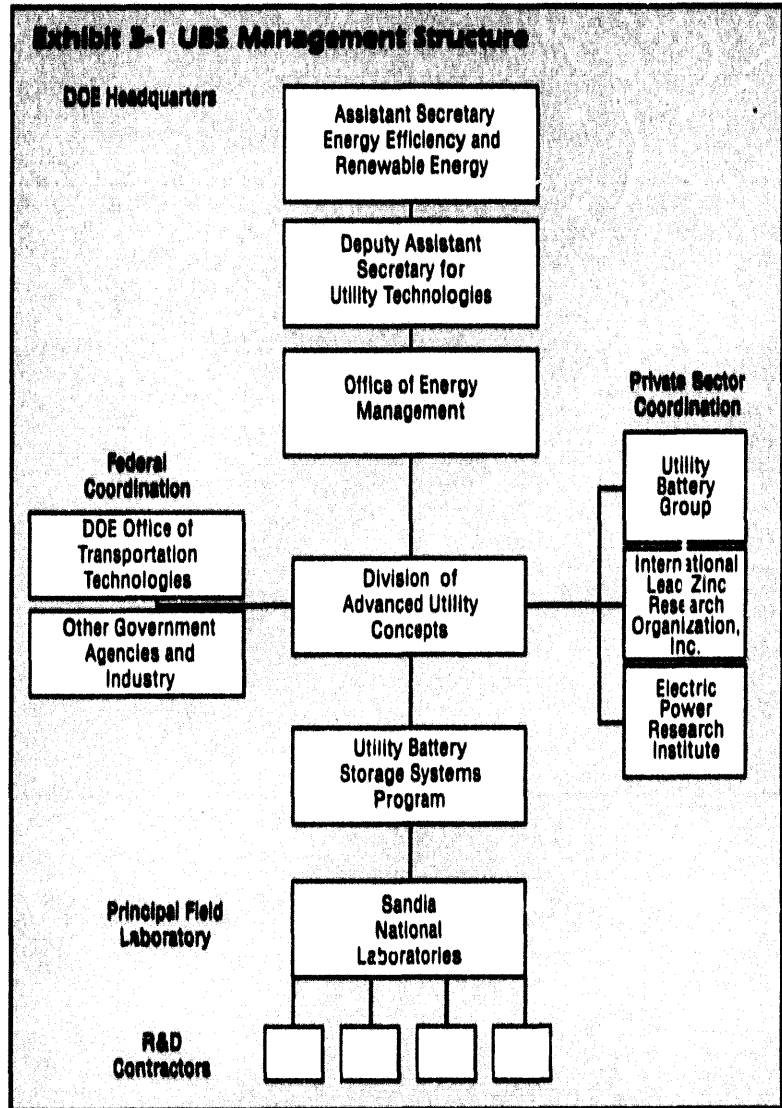 Exhibit 3-1 UBS Management Structure
DOE Headquarters
Assistant Secretary
Energy Efficiency and
Renewable Energy
Deputy Assistant
Secretary for
Utility Technologies
Office of Energy
Management
Private Sector
Coordination
Utility
Battery
Group
International
Lead Zinc
Research
Organization,
Inc.
Electric
Power
Research
Institute
Federal
Coordination
DOE Office of
Transportation
Technologies
Other Government
Agencies and
Industry
Division of
Advanced Utility
Concepts
Utility Battery
Storage Systems
Program
Principal Field
Laboratory
Sandia
National
Laboratories
R&D
Contractors